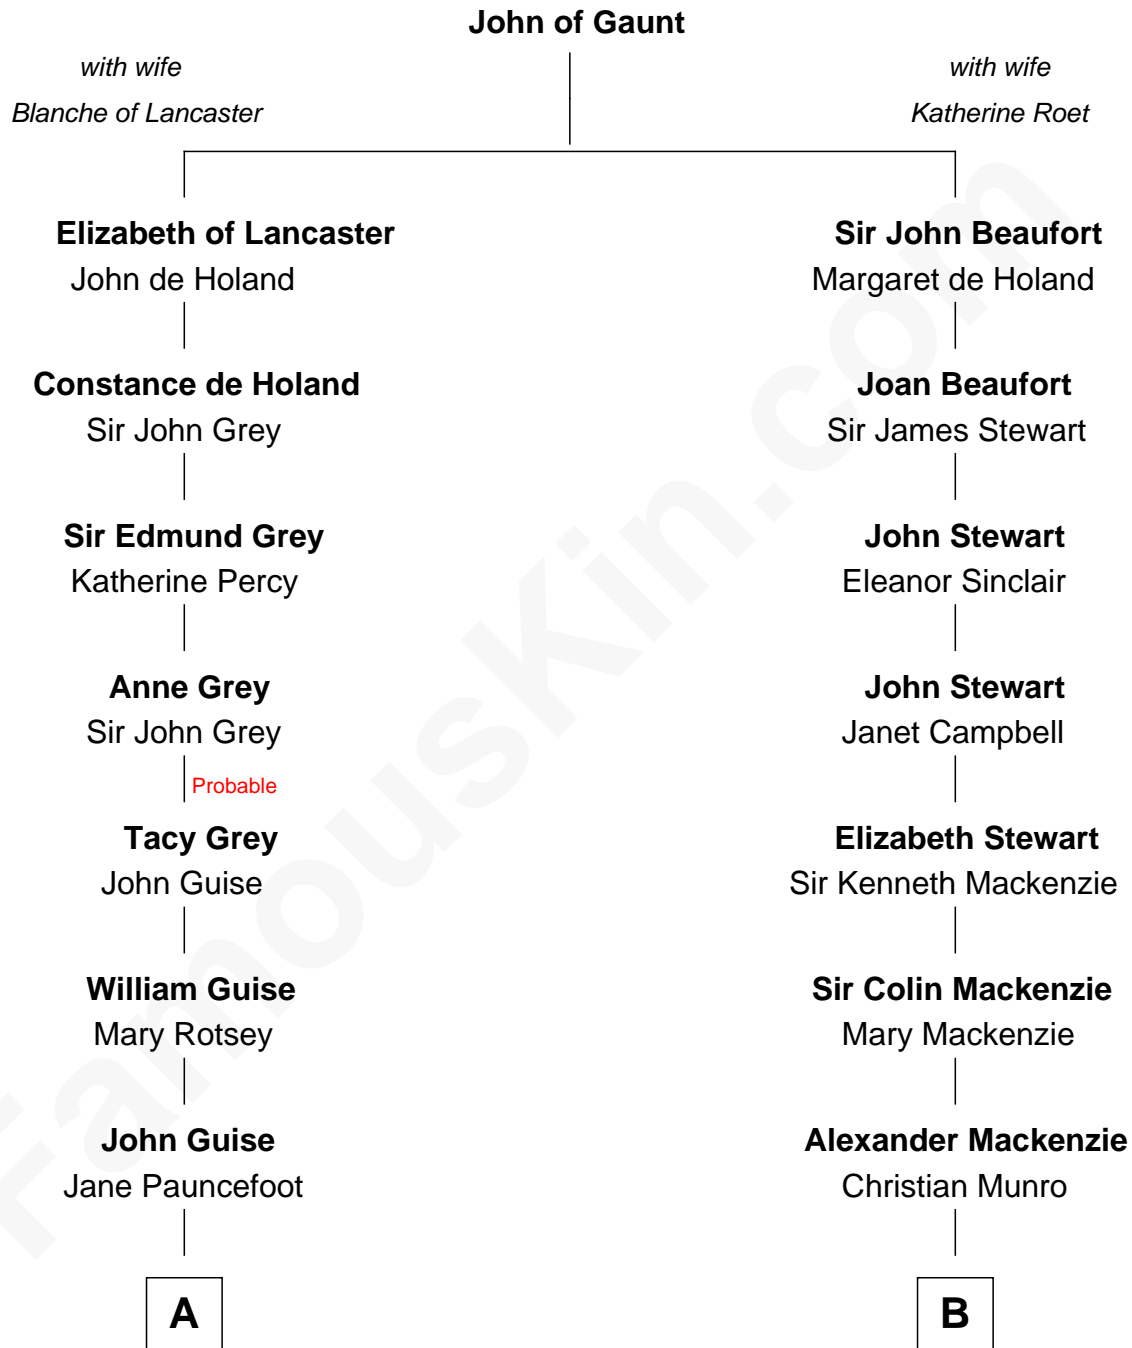 John of Gaunt
with wife
Blanche of Lancaster
with wife
Katherine Roet
Elizabeth of Lancaster
John de Holand
Sir John Beaufort
Margaret de Holand
Constance de Holand
Sir John Grey
Joan Beaufort
Sir James Stewart
Sir Edmund Grey
Katherine Percy
John Stewart
Eleanor Sinclair
Anne Grey
Sir John Grey
John Stewart
Janet Campbell
Probable
Tacy Grey
John Guise
Elizabeth Stewart
Sir Kenneth Mackenzie
William Guise
Mary Rotsey
Sir Colin Mackenzie
Mary Mackenzie
John Guise
Jane Pauncefoot
Alexander Mackenzie
Christian Munro
A
B
FamousKin.com